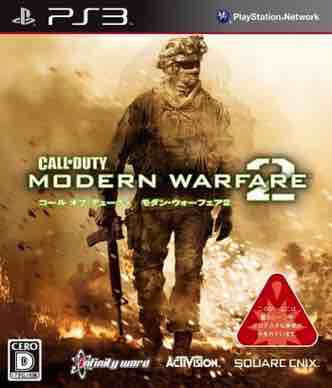 PS3
PlayStation.Network
CALL OF DUTY
MODERN WARFARE 2
コール オブ デューティ モダン・ウォーフェア2
CERO
D
infinity ward
ACTIVISION
SQUARE ENIX